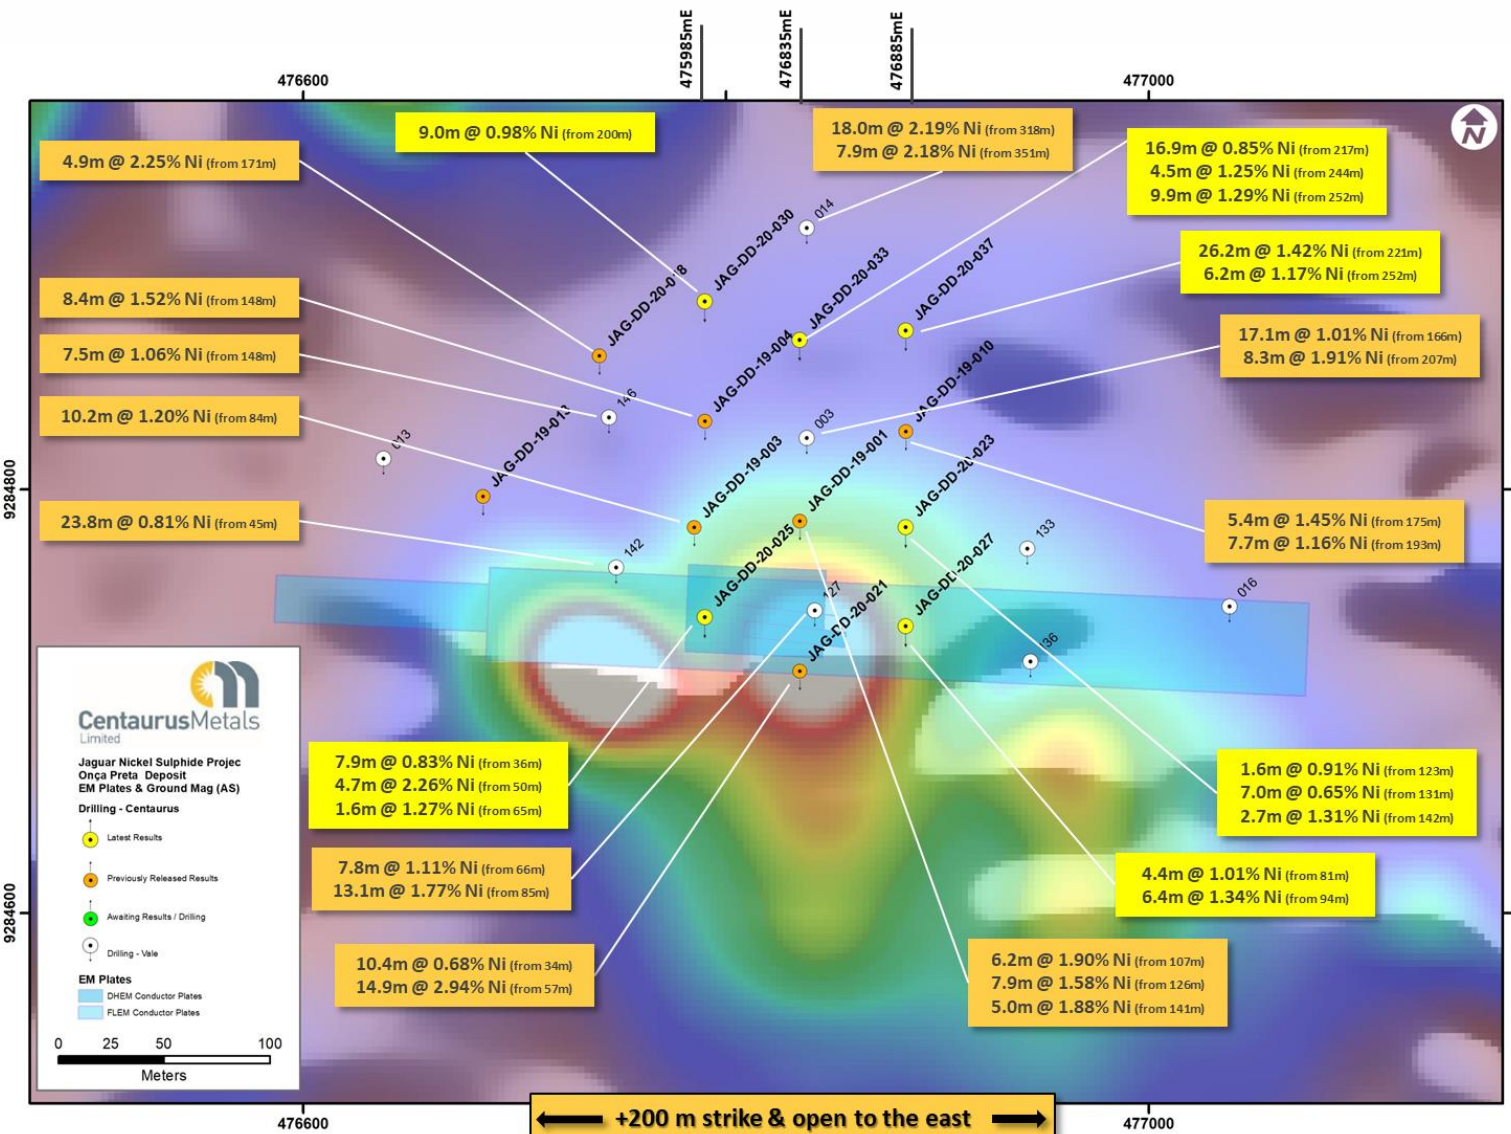 475985mE
476835mE
476885mE
476600
477000
N
9.0m @ 0.98% Ni (from 200m)
18.0m @ 2.19% Ni (from 318m)
7.9m @ 2.18% Ni (from 351m)
16.9m @ 0.85% Ni (from 217m)
4.5m @ 1.25% Ni (from 244m)
9.9m @ 1.29% Ni (from 252m)
4.9m @ 2.25% Ni (from 171m)
014
JAG-DD-20-030
JAG-DD-20-033
JAG-DD-20-037
26.2m @ 1.42% Ni (from 221m)
6.2m @ 1.17% Ni (from 252m)
8.4m @ 1.52% Ni (from 148m)
JAG-DD-20-018
JAG-DD-19-004
JAG-DD-19-010
17.1m @ 1.01% Ni (from 166m)
8.3m @ 1.91% Ni (from 207m)
7.5m @ 1.06% Ni (from 148m)
10.2m @ 1.20% Ni (from 84m)
146
003
013
JAG-DD-19-013
JAG-DD-19-003
JAG-DD-19-001
JAG-DD-20-023
9284800
23.8m @ 0.81% Ni (from 45m)
5.4m @ 1.45% Ni (from 175m)
7.7m @ 1.16% Ni (from 193m)
142
JAG-DD-20-025
133
JAG-DD-20-027
127
JAG-DD-20-021
016
136
CentaurusMetals
Limited
Jaguar Nickel Sulphide Projec
Onça Preta Deposit
EM Plates & Ground Mag (AS)
Drilling - Centaurus
Latest Results
Previously Released Results
Awaiting Results / Drilling
Drilling - Vale
EM Plates
DHEM Conductor Plates
FLEM Conductor Plates
0 25 50 100
Meters
7.9m @ 0.83% Ni (from 36m)
4.7m @ 2.26% Ni (from 50m)
1.6m @ 1.27% Ni (from 65m)
1.6m @ 0.91% Ni (from 123m)
7.0m @ 0.65% Ni (from 131m)
2.7m @ 1.31% Ni (from 142m)
7.8m @ 1.11% Ni (from 66m)
13.1m @ 1.77% Ni (from 85m)
4.4m @ 1.01% Ni (from 81m)
6.4m @ 1.34% Ni (from 94m)
9284600
10.4m @ 0.68% Ni (from 34m)
14.9m @ 2.94% Ni (from 57m)
6.2m @ 1.90% Ni (from 107m)
7.9m @ 1.58% Ni (from 126m)
5.0m @ 1.88% Ni (from 141m)
476600
+200 m strike & open to the east
477000